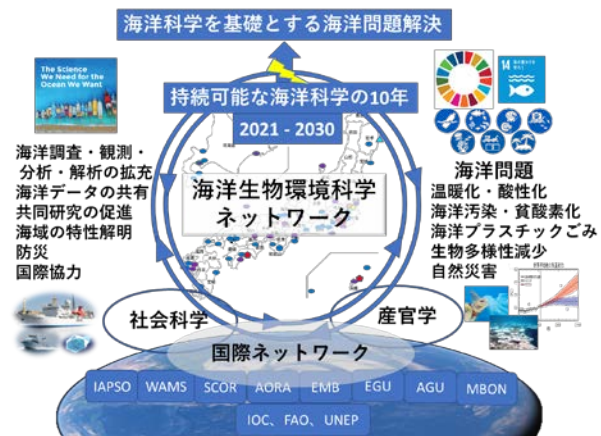 海洋科学を基礎とする海洋問題解決
The Science
We Need for the
Ocean We Want
持続可能な海洋科学の10年
2021 - 2030
14
海洋調査・観測・
分析・解析の拡充
海洋データの共有
共同研究の促進
海域の特性解明
防災
国際協力
海洋生物環境科学
ネットワーク
海洋問題
温暖化・酸性化
海洋汚染・貧酸素化
海洋プラスチックごみ
生物多様性減少
自然災害
社会科学
産官学
国際ネットワーク
IAPSO
WAMS
SCOR
AORA
EMB
EGU
AGU
MBON
IOC、FAO、UNEP